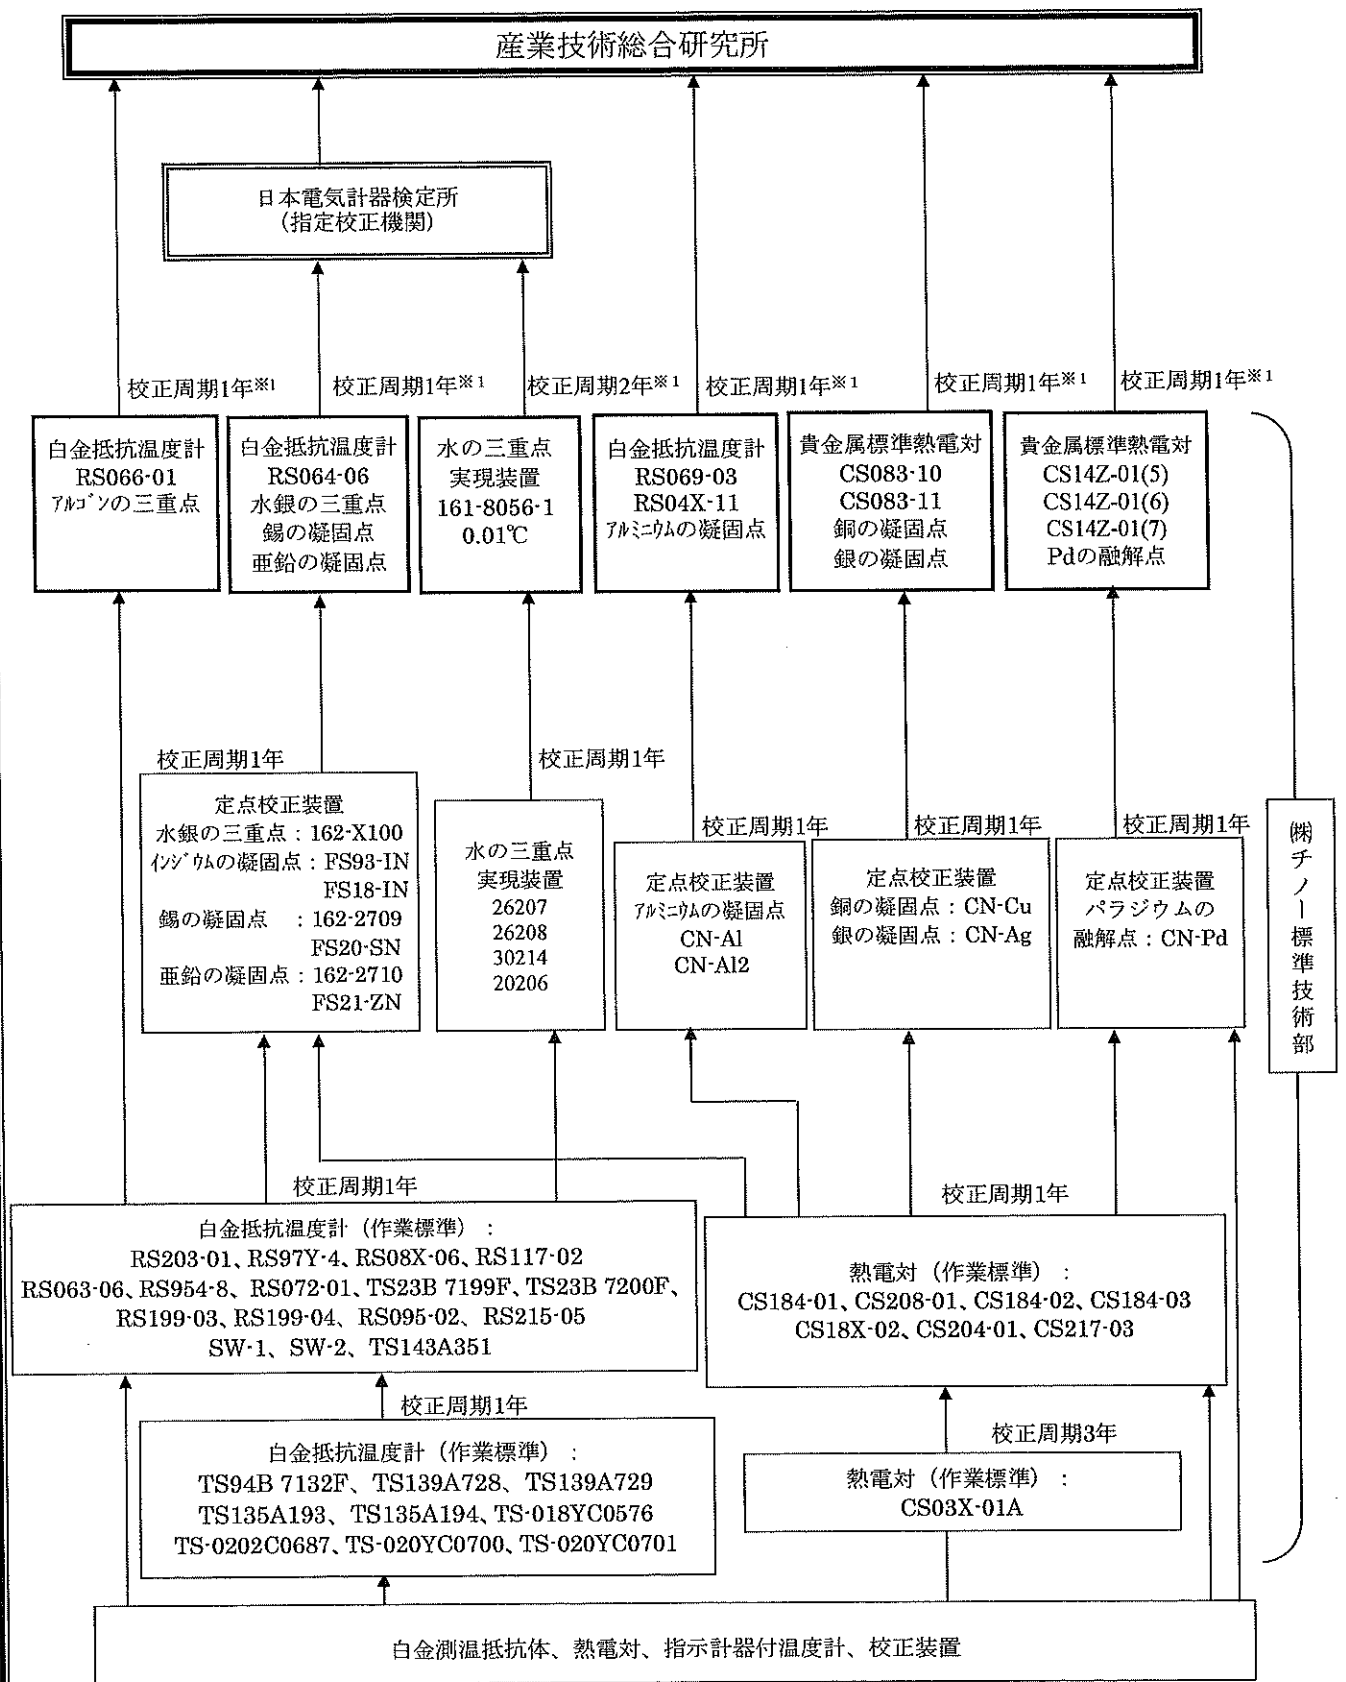 産業技術総合研究所
日本電気計器検定所
(指定校正機関)
校正周期1年※1
校正周期1年※1
校正周期2年※1
校正周期1年※1
校正周期1年※1
校正周期1年※1
白金抵抗温度計
RS066-01
アルゴンの三重点
白金抵抗温度計
RS064-06
水銀の三重点
錫の凝固点
亜鉛の凝固点
水の三重点
実現装置
161-8056-1
0.01℃
白金抵抗温度計
RS069-03
RS04X-11
アルミニウムの凝固点
貴金属標準熱電対
CS083-10
CS083-11
銅の凝固点
銀の凝固点
貴金属標準熱電対
CS14Z-01(5)
CS14Z-01(6)
CS14Z-01(7)
Pdの融解点
校正周期1年
校正周期1年
校正周期1年
校正周期1年
校正周期1年
定点校正装置
水銀の三重点：162-X100
インジウムの凝固点：FS93-IN
FS18-IN
錫の凝固点　：162-2709
FS20-SN
亜鉛の凝固点：162-2710
FS21-ZN
水の三重点
実現装置
26207
26208
30214
20206
定点校正装置
アルミニウムの凝固点
CN-Al
CN-Al2
定点校正装置
銅の凝固点：CN-Cu
銀の凝固点：CN-Ag
定点校正装置
パラジウムの
融解点：CN-Pd
㈱チノー標準技術部
校正周期1年
校正周期1年
白金抵抗温度計（作業標準）：
RS203-01、RS97Y-4、RS08X-06、RS117-02
RS063-06、RS954-8、RS072-01、TS23B 7199F、TS23B 7200F、
RS199-03、RS199-04、RS095-02、RS215-05
SW-1、SW-2、TS143A351
熱電対（作業標準）：
CS184-01、CS208-01、CS184-02、CS184-03
CS18X-02、CS204-01、CS217-03
校正周期1年
校正周期3年
白金抵抗温度計（作業標準）：
TS94B 7132F、TS139A728、TS139A729
TS135A193、TS135A194、TS-018YC0576
TS-0202C0687、TS-020YC0700、TS-020YC0701
熱電対（作業標準）：
CS03X-01A
白金測温抵抗体、熱電対、指示計器付温度計、校正装置